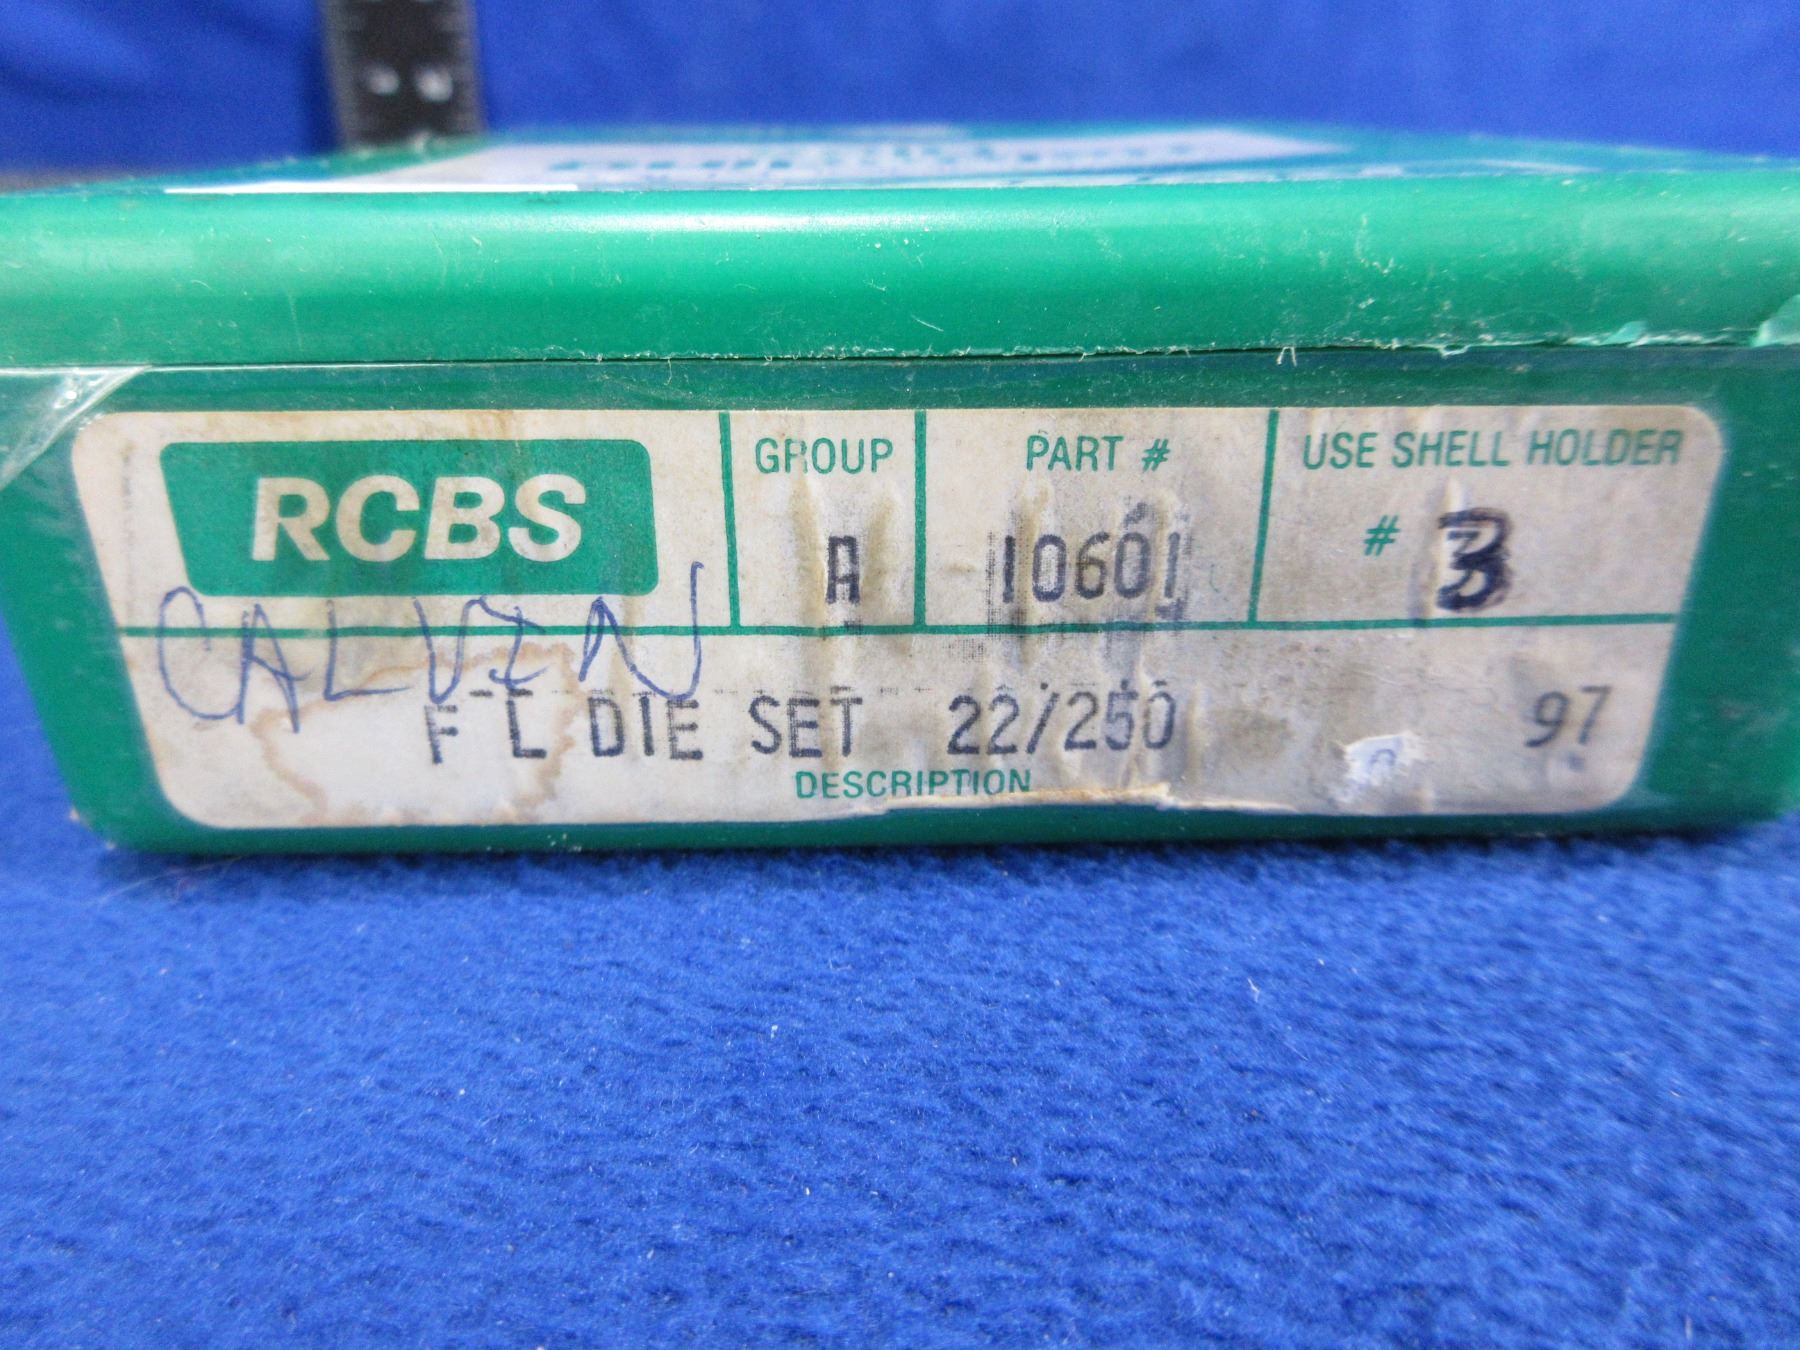 RCBS
GROUP
A
PART #
10601
USE SHELL HOLDER
# 3
CALVIN
F L DIE SET 22/250 97
DESCRIPTION